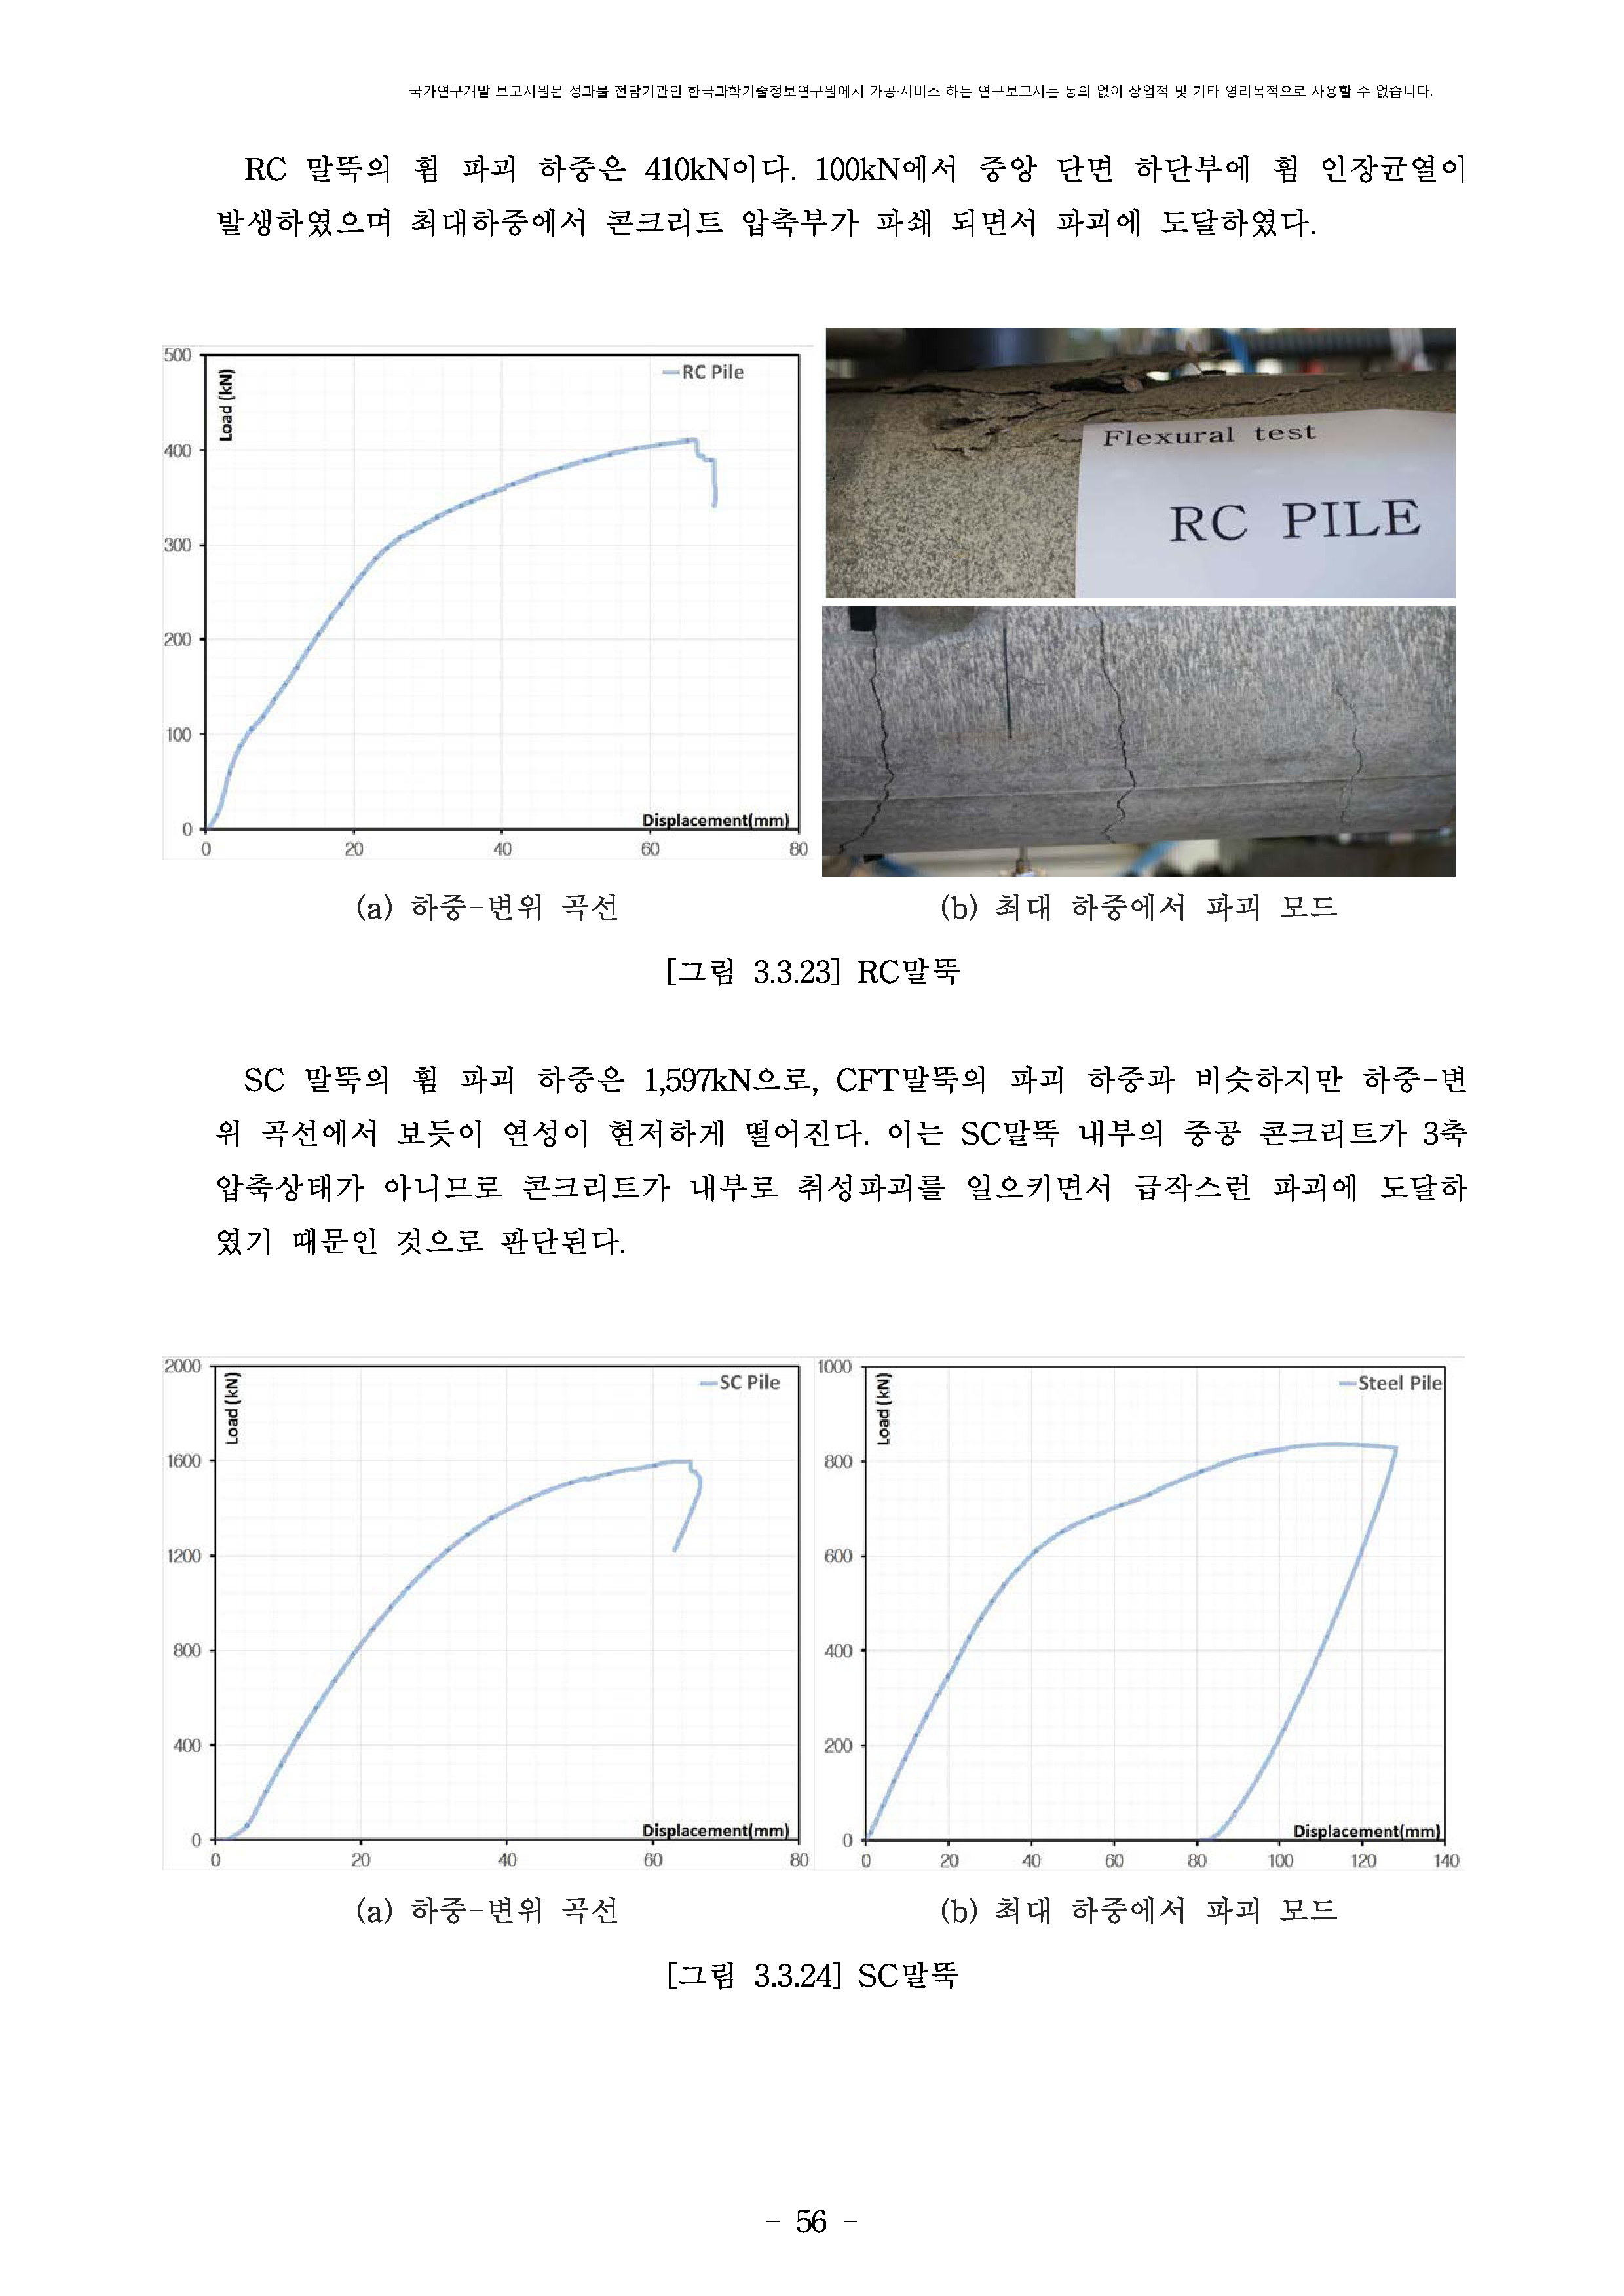 국가연구개발 보고서원문 성과물 전담기관인 한국과학기술정보연구원에서 가공·서비스 하는 연구보고서는 동의 없이 상업적 및 기타 영리목적으로 사용할 수 없습니다.
RC 말뚝의 휨 파괴 하중은 410kN이다. 100kN에서 중앙 단면 하단부에 휨 인장균열이
발생하였으며 최대하중에서 콘크리트 압축부가 파쇄 되면서 파괴에 도달하였다.
500
400
300
200
100
0
Load (kN)
RC Pile
Displacement(mm)
0 20 40 60 80
Flexural test
RC PILE
(a) 하중-변위 곡선
(b) 최대 하중에서 파괴 모드
[그림 3.3.23] RC말뚝
SC 말뚝의 휨 파괴 하중은 1,597kN으로, CFT말뚝의 파괴 하중과 비슷하지만 하중-변
위 곡선에서 보듯이 연성이 현저하게 떨어진다. 이는 SC말뚝 내부의 중공 콘크리트가 3축
압축상태가 아니므로 콘크리트가 내부로 취성파괴를 일으키면서 급작스런 파괴에 도달하
였기 때문인 것으로 판단된다.
2000
1600
1200
800
400
0
Load (kN)
SC Pile
Displacement(mm)
0 20 40 60 80
1000
800
600
400
200
0
Load (kN)
Steel Pile
Displacement(mm)
0 20 40 60 80 100 120 140
(a) 하중-변위 곡선
(b) 최대 하중에서 파괴 모드
[그림 3.3.24] SC말뚝
- 56 -